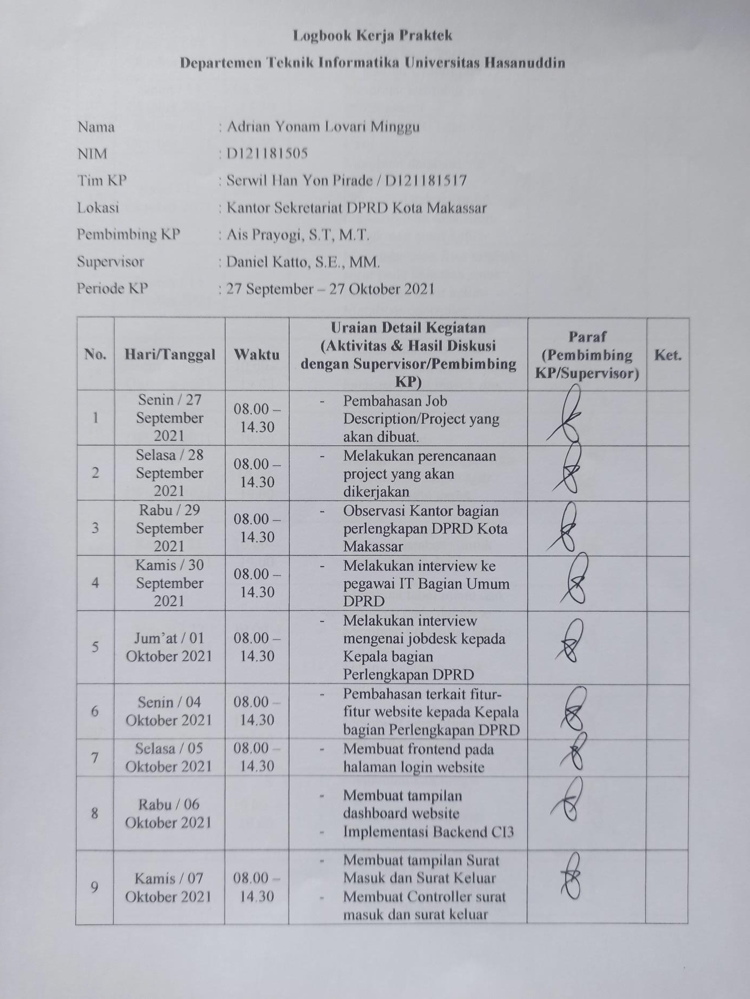 Logbook Kerja Praktek
Departemen Teknik Informatika Universitas Hasanuddin
Nama : Adrian Yonam Lovari Minggu
NIM : D121181505
Tim KP : Serwil Han Yon Pirade / D121181517
Lokasi : Kantor Sekretariat DPRD Kota Makassar
Pembimbing KP : Ais Prayogi, S.T, M.T.
Supervisor : Daniel Katto, S.E., MM.
Periode KP : 27 September – 27 Oktober 2021
No.
Hari/Tanggal
Waktu
Uraian Detail Kegiatan
(Aktivitas & Hasil Diskusi
dengan Supervisor/Pembimbing
KP)
Paraf
(Pembimbing
KP/Supervisor)
Ket.
1
Senin / 27
September
2021
08.00 –
14.30
- Pembahasan Job
Description/Project yang
akan dibuat.
2
Selasa / 28
September
2021
08.00 –
14.30
- Melakukan perencanaan
project yang akan
dikerjakan
3
Rabu / 29
September
2021
08.00 –
14.30
- Observasi Kantor bagian
perlengkapan DPRD Kota
Makassar
4
Kamis / 30
September
2021
08.00 –
14.30
- Melakukan interview ke
pegawai IT Bagian Umum
DPRD
5
Jum’at / 01
Oktober 2021
08.00 –
14.30
- Melakukan interview
mengenai jobdesk kepada
Kepala bagian
Perlengkapan DPRD
6
Senin / 04
Oktober 2021
08.00 –
14.30
- Pembahasan terkait fitur-
fitur website kepada Kepala
bagian Perlengkapan DPRD
7
Selasa / 05
Oktober 2021
08.00 –
14.30
- Membuat frontend pada
halaman login website
8
Rabu / 06
Oktober 2021
- Membuat tampilan
dashboard website
- Implementasi Backend CI3
9
Kamis / 07
Oktober 2021
08.00 –
14.30
- Membuat tampilan Surat
Masuk dan Surat Keluar
- Membuat Controller surat
masuk dan surat keluar